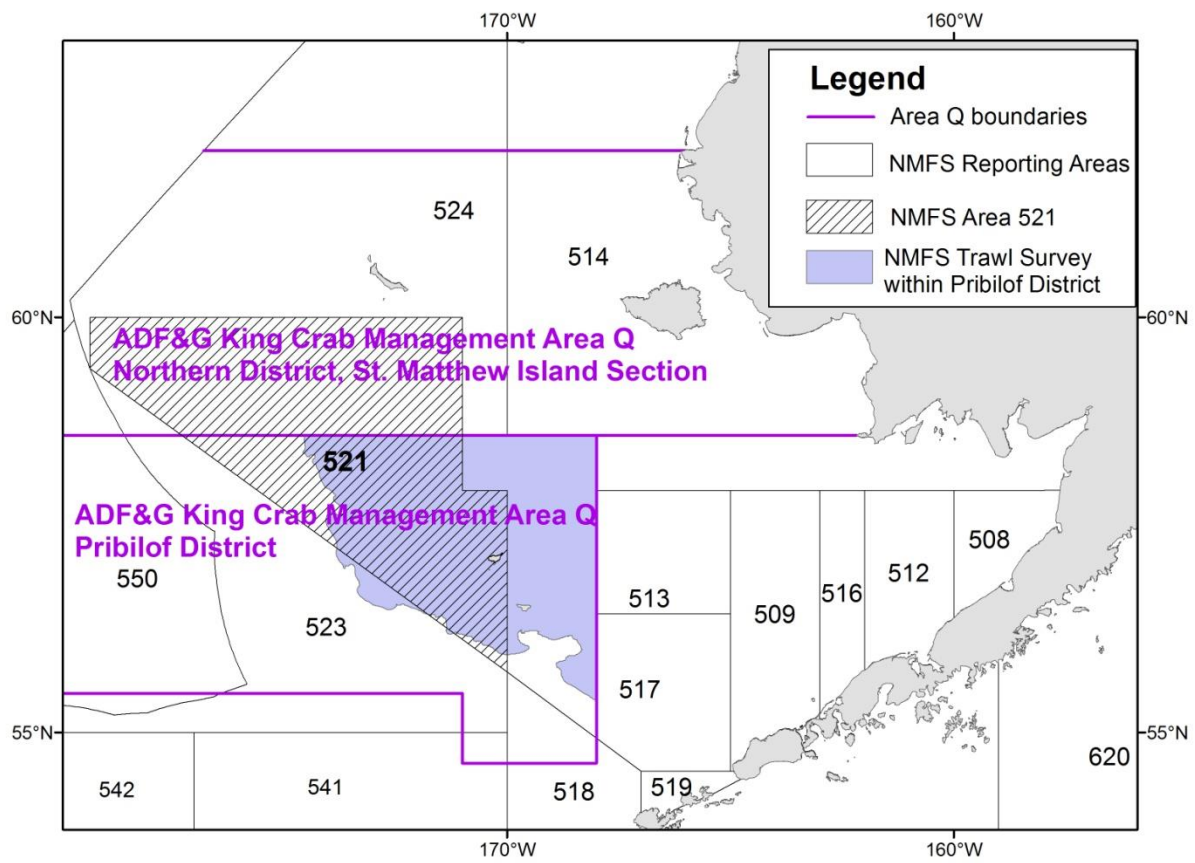 170°W
160°W
Legend
Area Q boundaries
NMFS Reporting Areas
NMFS Area 521
NMFS Trawl Survey
within Pribilof District
524
514
60°N
60°N
ADF&G King Crab Management Area Q
Northern District, St. Matthew Island Section
521
ADF&G King Crab Management Area Q
Pribilof District
550
523
513
509
516
512
508
517
55°N
55°N
542
541
518
519
620
170°W
160°W